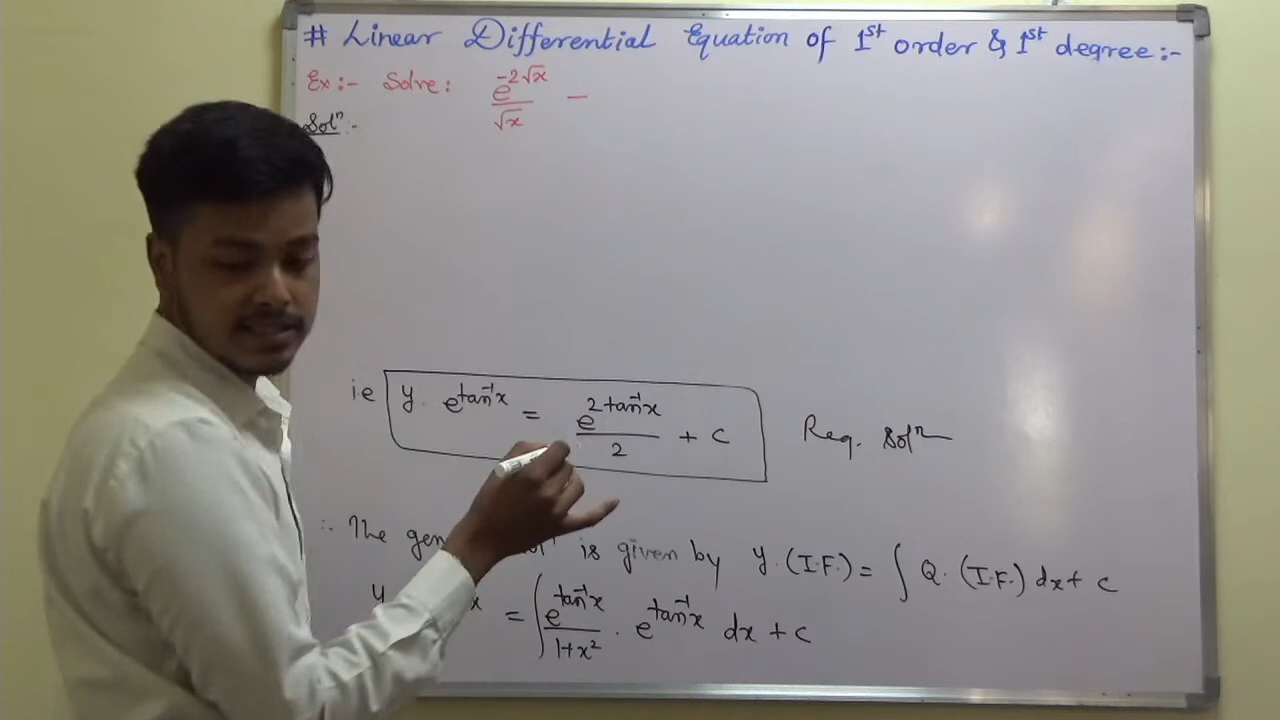 # Linear Differential Equation of 1st order & 1st degree:-
Ex:- Solve: e^(-2√x)/√x -
Solⁿ:-
ie y. e^(tan⁻¹x) = e^(2tan⁻¹x)/2 + c Req. Solⁿ
∴ The is given by y.(I.F.) = ∫ Q.(I.F.) dx + c
y x = ∫ e^(tan⁻¹x)/(1+x²) . e^(tan⁻¹x) dx + c